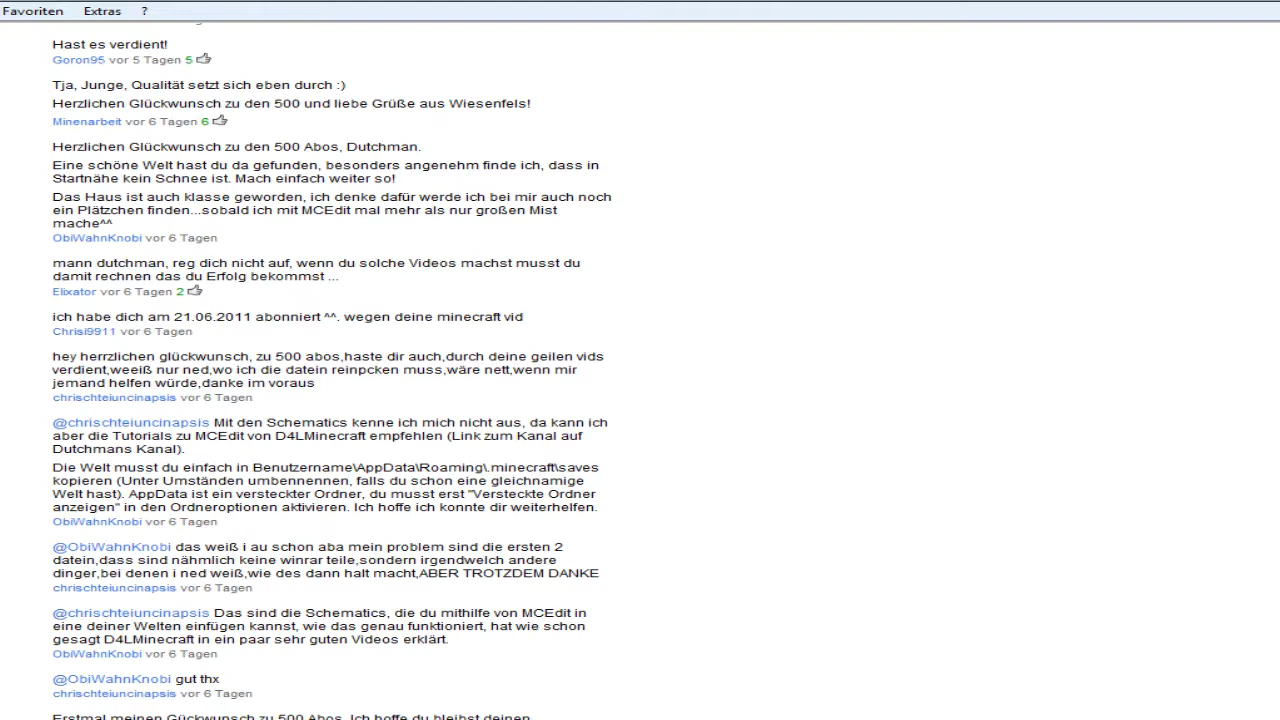 Favoriten Extras ?
Hast es verdient!
Goron95 vor 5 Tagen 5
Tja, Junge, Qualität setzt sich eben durch :)
Herzlichen Glückwunsch zu den 500 und liebe Grüße aus Wiesenfels!
Minenarbeit vor 6 Tagen 6
Herzlichen Glückwunsch zu den 500 Abos, Dutchman.
Eine schöne Welt hast du da gefunden, besonders angenehm finde ich, dass in
Startnähe kein Schnee ist. Mach einfach weiter so!
Das Haus ist auch klasse geworden, ich denke dafür werde ich bei mir auch noch
ein Plätzchen finden...sobald ich mit MCEdit mal mehr als nur großen Mist
mache^^
ObiWahnKnobi vor 6 Tagen
mann dutchman, reg dich nicht auf, wenn du solche Videos machst musst du
damit rechnen das du Erfolg bekommst ...
Elixator vor 6 Tagen 2
ich habe dich am 21.06.2011 abonniert ^^. wegen deine minecraft vid
Chrisi9911 vor 6 Tagen
hey herrzlichen glückwunsch, zu 500 abos,haste dir auch,durch deine geilen vids
verdient,weeiß nur ned,wo ich die datein reinpcken muss,wäre nett,wenn mir
jemand helfen würde,danke im voraus
chrischteiuncinapsis vor 6 Tagen
@chrischteiuncinapsis Mit den Schematics kenne ich mich nicht aus, da kann ich
aber die Tutorials zu MCEdit von D4LMinecraft empfehlen (Link zum Kanal auf
Dutchmans Kanal).
Die Welt musst du einfach in Benutzername\AppData\Roaming\.minecraft\saves
kopieren (Unter Umständen umbennennen, falls du schon eine gleichnamige
Welt hast). AppData ist ein versteckter Ordner, du musst erst "Versteckte Ordner
anzeigen" in den Ordneroptionen aktivieren. Ich hoffe ich konnte dir weiterhelfen.
ObiWahnKnobi vor 6 Tagen
@ObiWahnKnobi das weiß i au schon aba mein problem sind die ersten 2
datein,dass sind nähmlich keine winrar teile,sondern irgendwelch andere
dinger,bei denen i ned weiß,wie des dann halt macht,ABER TROTZDEM DANKE
chrischteiuncinapsis vor 6 Tagen
@chrischteiuncinapsis Das sind die Schematics, die du mithilfe von MCEdit in
eine deiner Welten einfügen kannst, wie das genau funktioniert, hat wie schon
gesagt D4LMinecraft in ein paar sehr guten Videos erklärt.
ObiWahnKnobi vor 6 Tagen
@ObiWahnKnobi gut thx
chrischteiuncinapsis vor 6 Tagen
Erstmal meinen Gückwunsch zu 500 Abos. Ich hoffe du bleibst deinen